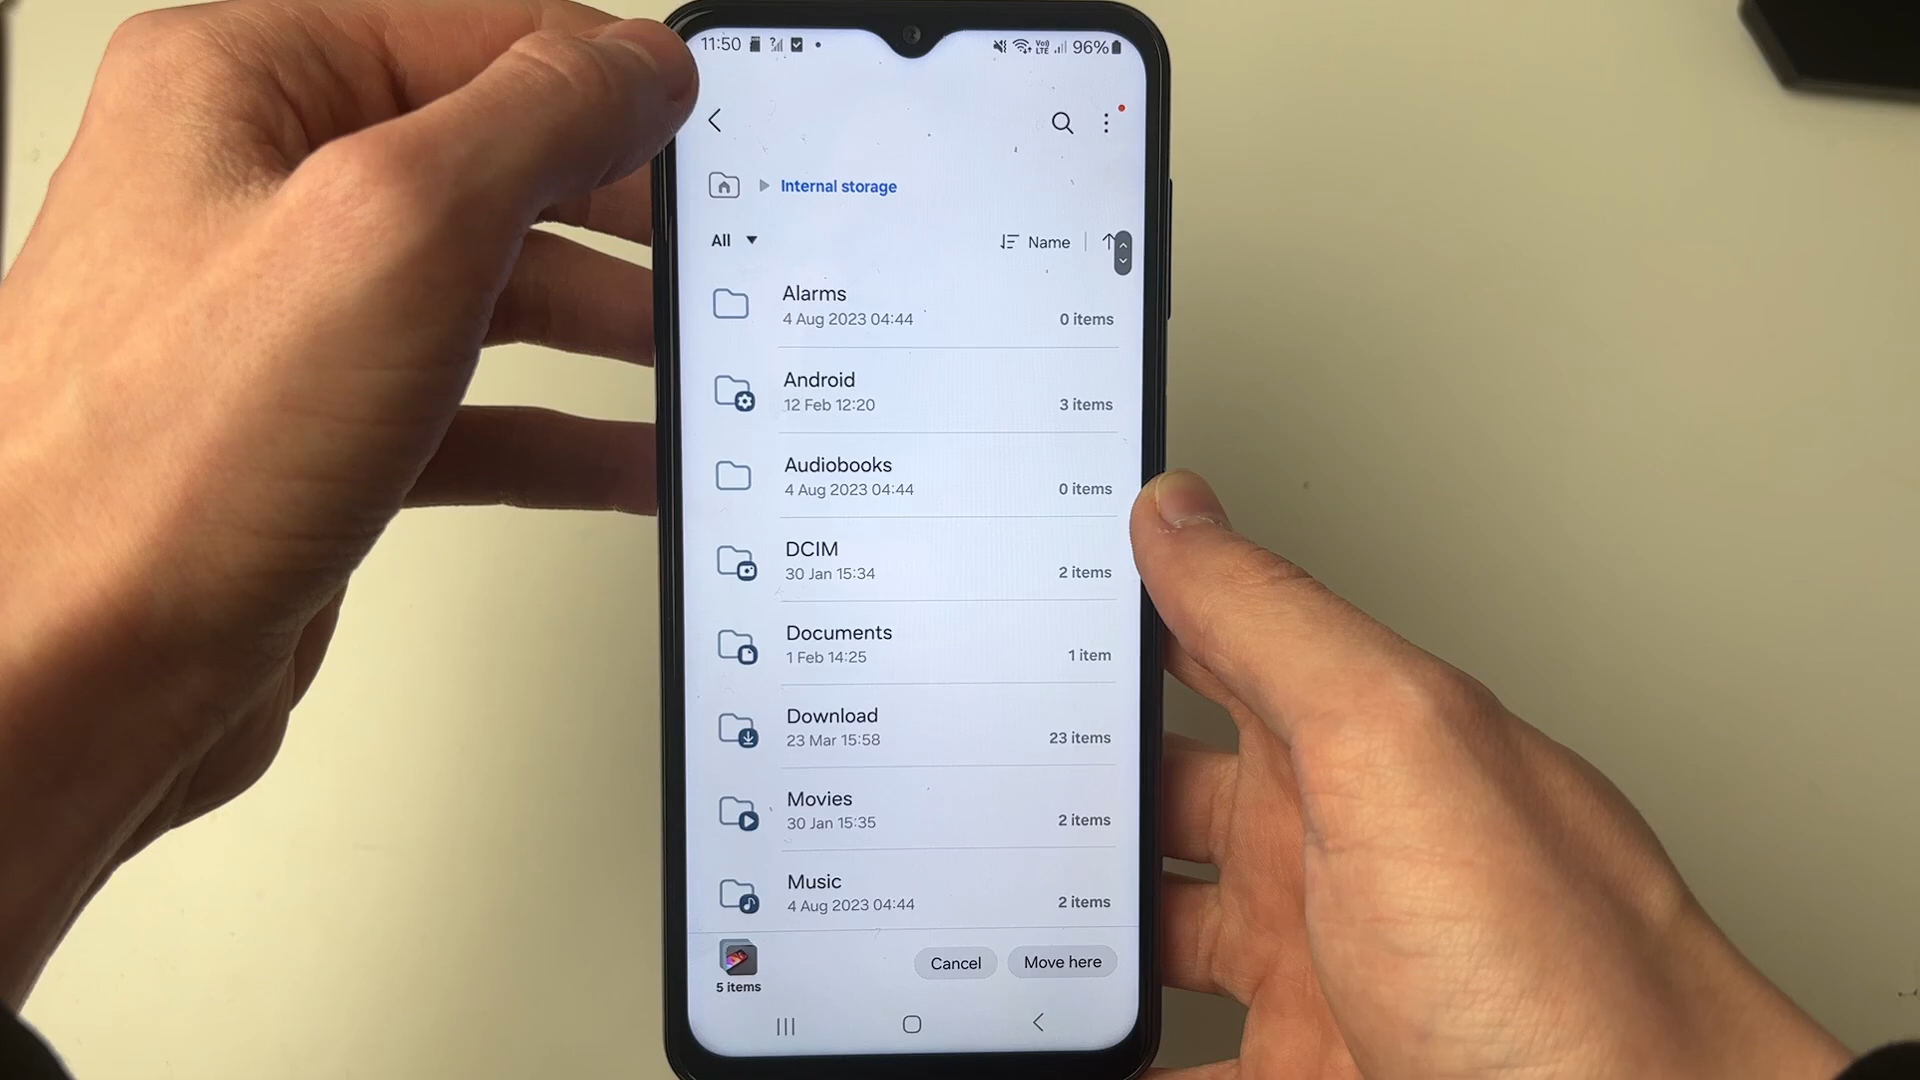 11:50
Voo
LTE
96%
Internal storage
All
Name
Alarms
4 Aug 2023 04:44
0 items
Android
12 Feb 12:20
3 items
Audiobooks
4 Aug 2023 04:44
0 items
DCIM
30 Jan 15:34
2 items
Documents
1 Feb 14:25
1 item
Download
23 Mar 15:58
23 items
Movies
30 Jan 15:35
2 items
Music
4 Aug 2023 04:44
2 items
5 items
Cancel
Move here